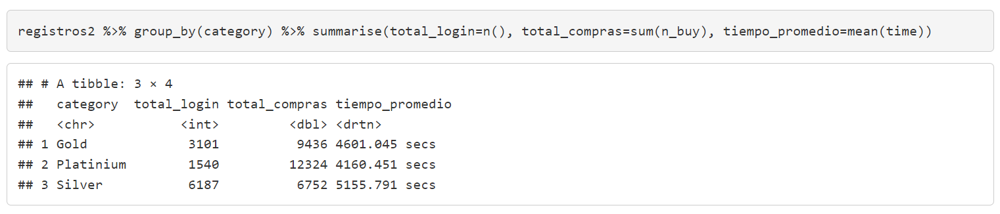 registros2 %>% group_by(category) %>% summarise(total_login=n(), total_compras=sum(n_buy), tiempo_promedio=mean(time))
## # A tibble: 3 × 4
##   category  total_login total_compras tiempo_promedio
##   <chr>           <int>         <dbl> <drtn>
## 1 Gold             3101          9436 4601.045 secs
## 2 Platinium        1540         12324 4160.451 secs
## 3 Silver           6187          6752 5155.791 secs